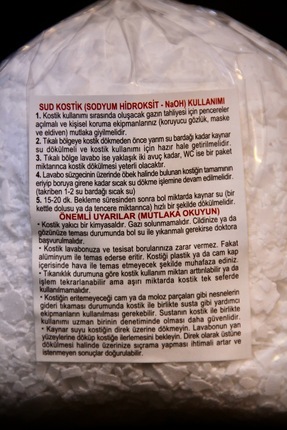 SUD KOSTİK (SODYUM HİDROKSİT - NaOH) KULLANIMI
1. Kostik kullanımı sırasında oluşacak gazın tahliyesi için pencereler
açılmalı ve kişisel koruma ekipmanlarınız (koruyucu gözlük, maske
ve eldiven) mutlaka giyilmelidir.
2. Tıkalı bölgeye kostik dökmeden önce yarım su bardağı kadar kaynar
su dökülmeli ve kostik kullanımı için hazır hale getirilmelidir.
3. Tıkalı bölge lavabo ise yaklaşık iki avuç kadar, WC ise bir paket
miktarınca kostik dökülmesi yeterli olacaktır.
4. Lavabo süzgecinin üzerinde öbek halinde bulunan kostiğin tamamının
eriyip boruya girene kadar sıcak su dökme işlemine devam edilmelidir.
(takriben 1-2 su bardağı sıcak su)
5. 15-20 dk. Bekleme süresinden sonra bol miktarda kaynar su (bir
kettle dolusu ya da tencere miktarınca) hızlı bir şekilde dökülmelidir.
ÖNEMLİ UYARILAR (MUTLAKA OKUYUN)
• Kostik yakıcı bir kimyasaldır. Gazı solunmamalıdır. Cildinize ya da
gözünüze teması durumunda bol su ile yıkanmalı gerekirse doktora
başvurulmalıdır.
• Kostik lavabonuza ve tesisat borularınıza zarar vermez. Fakat
alüminyum ile temas ederse eritir. Kostiği plastik ya da cam kap
içerisinde hava ile temas etmeyecek şekilde muhafaza ediniz.
• Tıkanıklık durumuna göre kostik kullanım miktarı arttırılabilir ya da
işlem tekrarlanabilir ama aşırı miktarda kostik tek seferde
kullanılmamalıdır.
• Kostiğin eritemeyeceği cam ya da moloz parçaları gibi nesnelerin
gideri tıkaması durumunda kostik ile birlikte susta gibi yardımcı
ekipmanların kullanılması gerekebilir. Sustanın kostik ile birlikte
kullanımı uzman birinin denetiminde olması daha güvenlidir.
• Kaynar suyu kostiğin direk üzerine dökmeyin. Lavabonun yan
yüzeylerine döküp kostiğe ilerlemesini bekleyin. Direk olarak üstüne
dökülmesi halinde üzerinize sıçrama yapması ihtimali artar ve
istenmeyen sonuçlar doğurabilir.